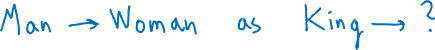 Man → Woman as King → ?